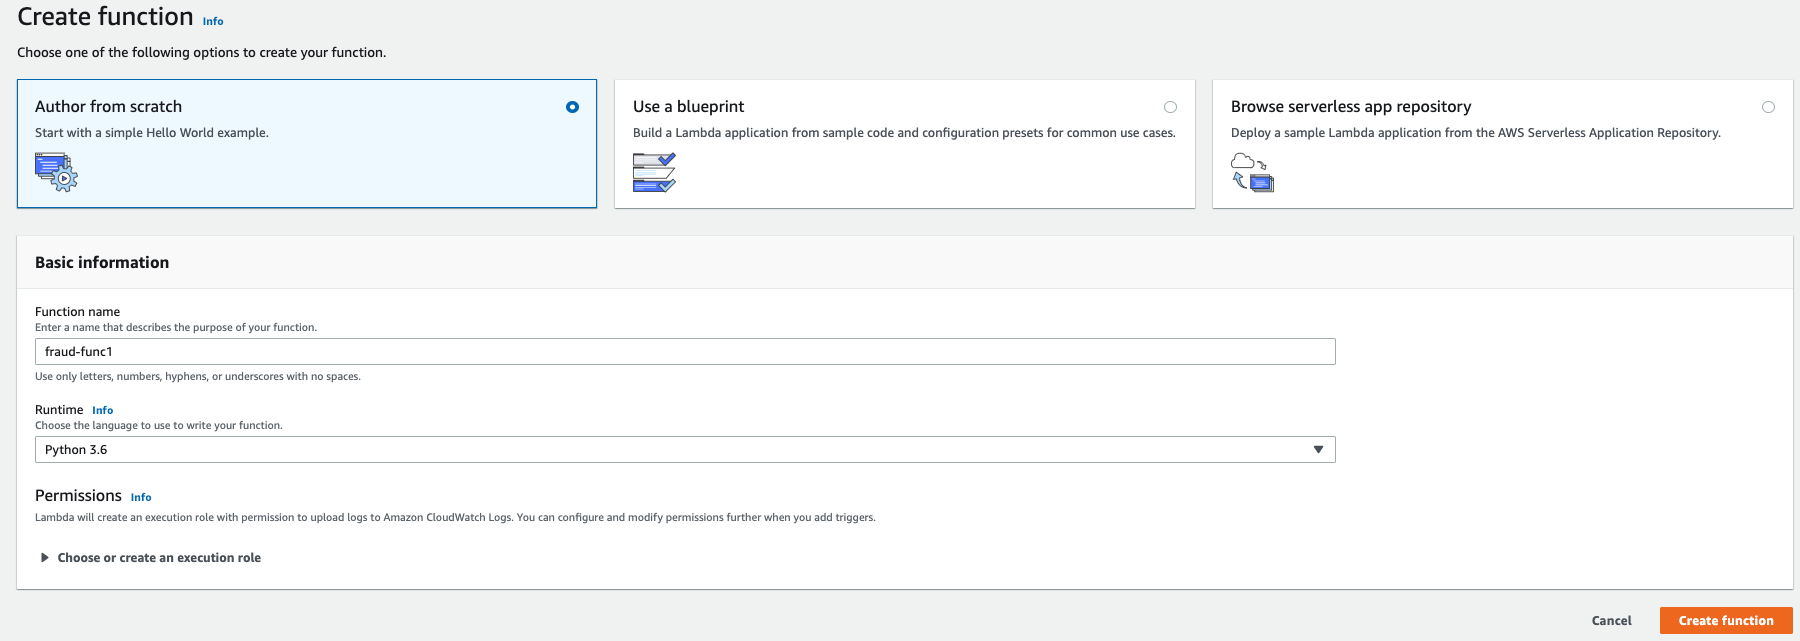 Create function Info
Choose one of the following options to create your function.
Author from scratch
Start with a simple Hello World example.
Use a blueprint
Build a Lambda application from sample code and configuration presets for common use cases.
Browse serverless app repository
Deploy a sample Lambda application from the AWS Serverless Application Repository.
Basic information
Function name
Enter a name that describes the purpose of your function.
fraud-func1
Use only letters, numbers, hyphens, or underscores with no spaces.
Runtime Info
Choose the language to use to write your function.
Python 3.6
Permissions Info
Lambda will create an execution role with permission to upload logs to Amazon CloudWatch Logs. You can configure and modify permissions further when you add triggers.
Choose or create an execution role
Cancel
Create function